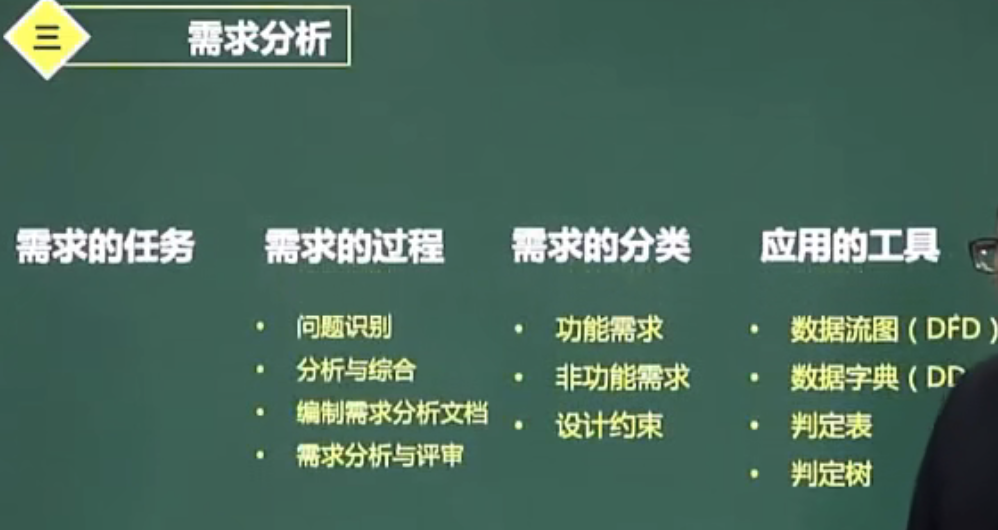 三
需求分析
需求的任务
需求的过程
问题识别
分析与综合
编制需求分析文档
需求分析与评审
需求的分类
功能需求
非功能需求
设计约束
应用的工具
数据流图（DFD）
数据字典（DD
判定表
判定树